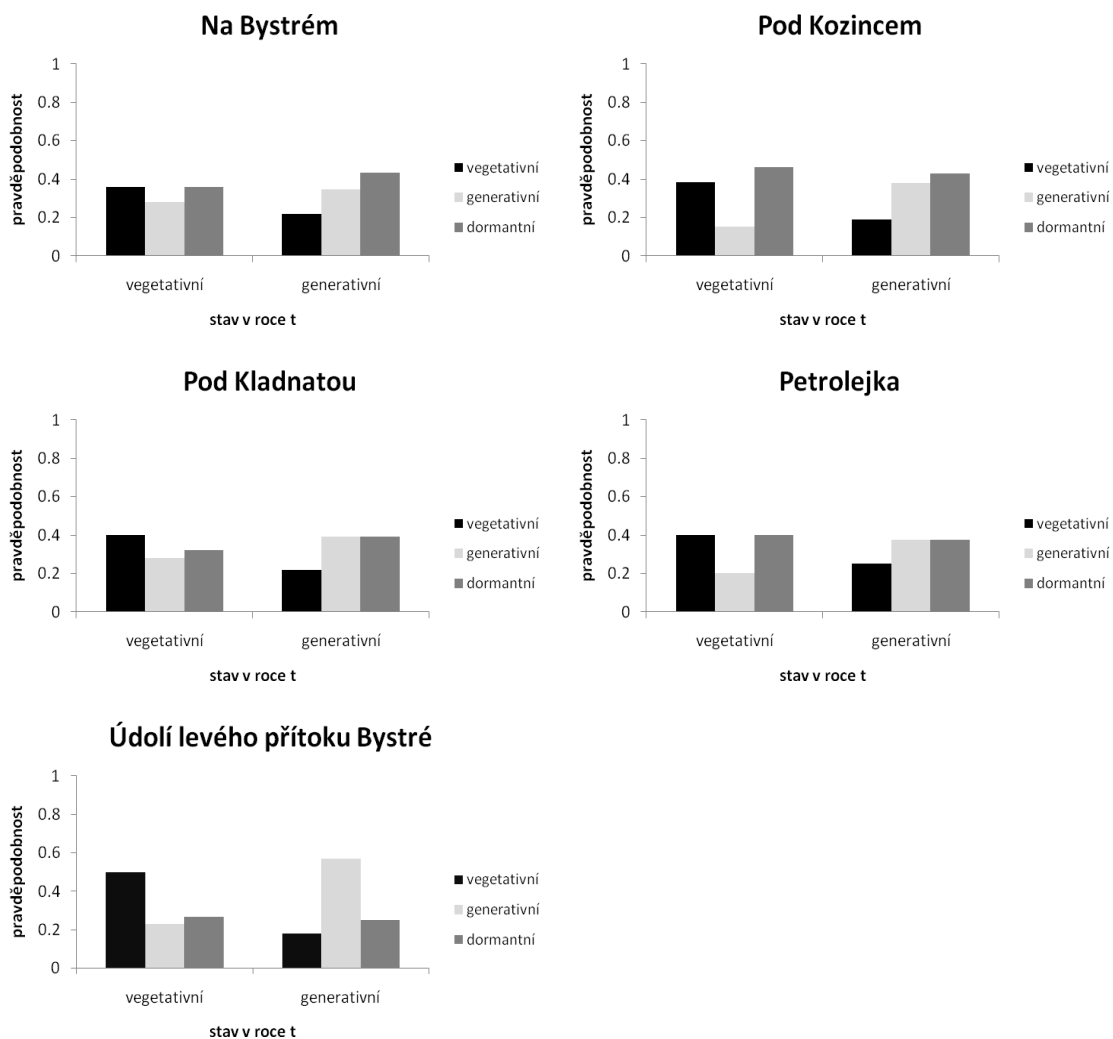 Na Bystrém
pravděpodobnost
1
0.8
0.6
0.4
0.2
0
vegetativní
generativní
stav v roce t
vegetativní
generativní
dormantní
Pod Kozincem
pravděpodobnost
1
0.8
0.6
0.4
0.2
0
vegetativní
generativní
stav v roce t
vegetativní
generativní
dormantní
Pod Kladnatou
pravděpodobnost
1
0.8
0.6
0.4
0.2
0
vegetativní
generativní
stav v roce t
vegetativní
generativní
dormantní
Petrolejka
pravděpodobnost
1
0.8
0.6
0.4
0.2
0
vegetativní
generativní
stav v roce t
vegetativní
generativní
dormantní
Údolí levého přítoku Bystré
pravděpodobnost
1
0.8
0.6
0.4
0.2
0
vegetativní
generativní
stav v roce t
vegetativní
generativní
dormantní